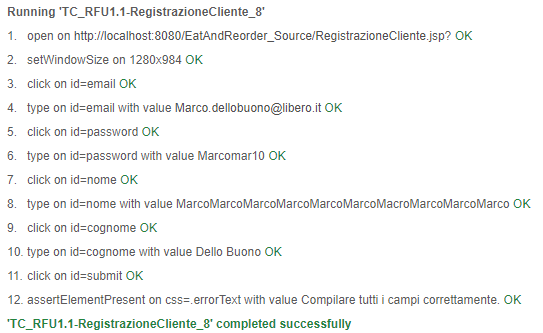 Running 'TC_RFU1.1-RegistrazioneCliente_8'
1. open on http://localhost:8080/EatAndReorder_Source/RegistrazioneCliente.jsp? OK
2. setWindowSize on 1280x984 OK
3. click on id=email OK
4. type on id=email with value Marco.dellobuono@libero.it OK
5. click on id=password OK
6. type on id=password with value Marcomar10 OK
7. click on id=nome OK
8. type on id=nome with value MarcoMarcoMarcoMarcoMarcoMarcoMacroMarcoMarcoMarco OK
9. click on id=cognome OK
10. type on id=cognome with value Dello Buono OK
11. click on id=submit OK
12. assertElementPresent on css=.errorText with value Compilare tutti i campi correttamente. OK
'TC_RFU1.1-RegistrazioneCliente_8' completed successfully